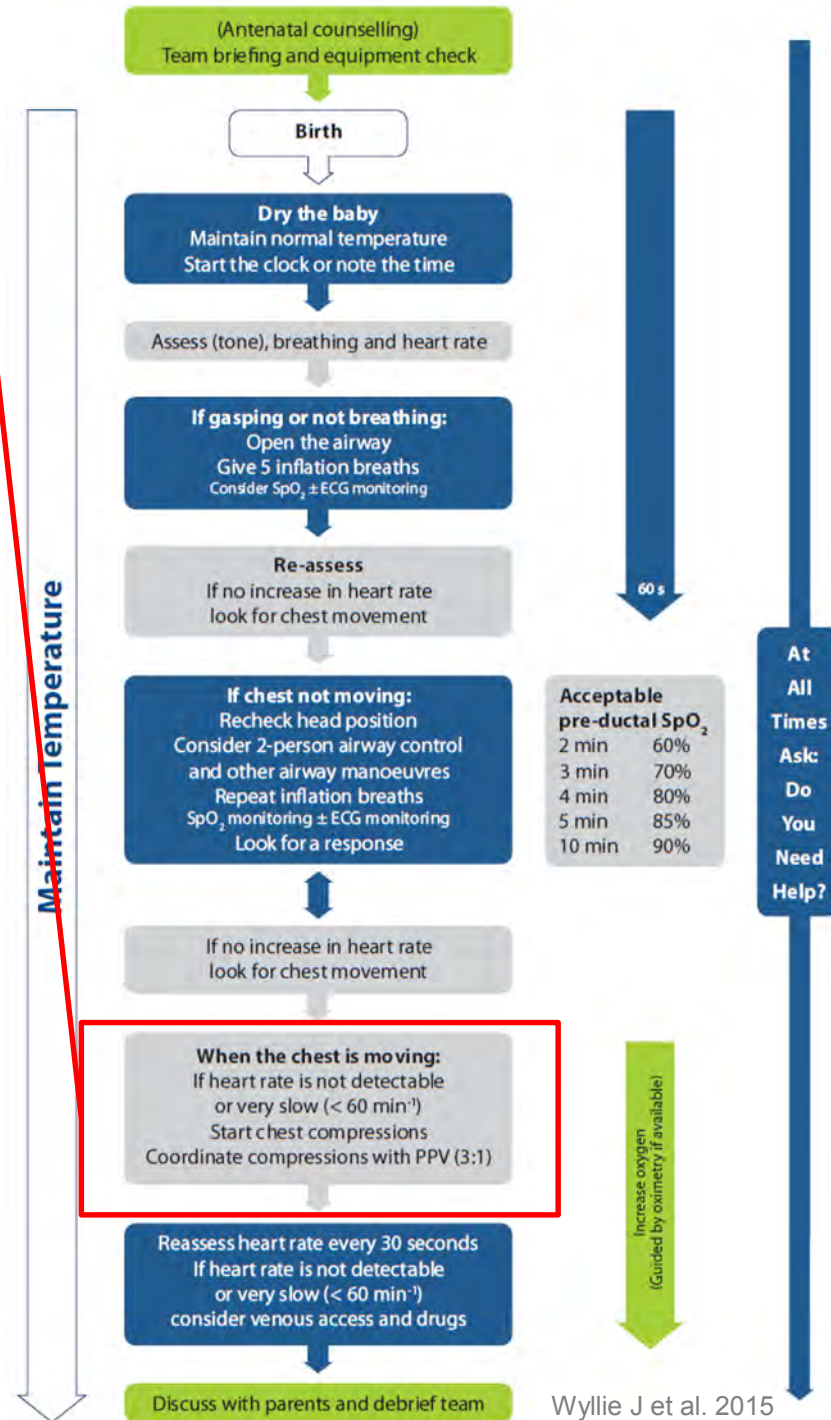 (Antenatal counselling)
Team briefing and equipment check
Birth
Dry the baby
Maintain normal temperature
Start the clock or note the time
Assess (tone), breathing and heart rate
If gasping or not breathing:
Open the airway
Give 5 inflation breaths
Consider SpO₂ ± ECG monitoring
Re-assess
If no increase in heart rate
look for chest movement
If chest not moving:
Recheck head position
Consider 2-person airway control
and other airway manoeuvres
Repeat inflation breaths
SpO₂ monitoring ± ECG monitoring
Look for a response
If no increase in heart rate
look for chest movement
When the chest is moving:
If heart rate is not detectable
or very slow (< 60 min⁻¹)
Start chest compressions
Coordinate compressions with PPV (3:1)
Reassess heart rate every 30 seconds
If heart rate is not detectable
or very slow (< 60 min⁻¹)
consider venous access and drugs
Discuss with parents and debrief team
Maintain Temperature
60 s
Acceptable
pre-ductal SpO₂
2 min 60%
3 min 70%
4 min 80%
5 min 85%
10 min 90%
Increase oxygen
(Guided by oximetry if available)
At
All
Times
Ask:
Do
You
Need
Help?
Wyllie J et al. 2015